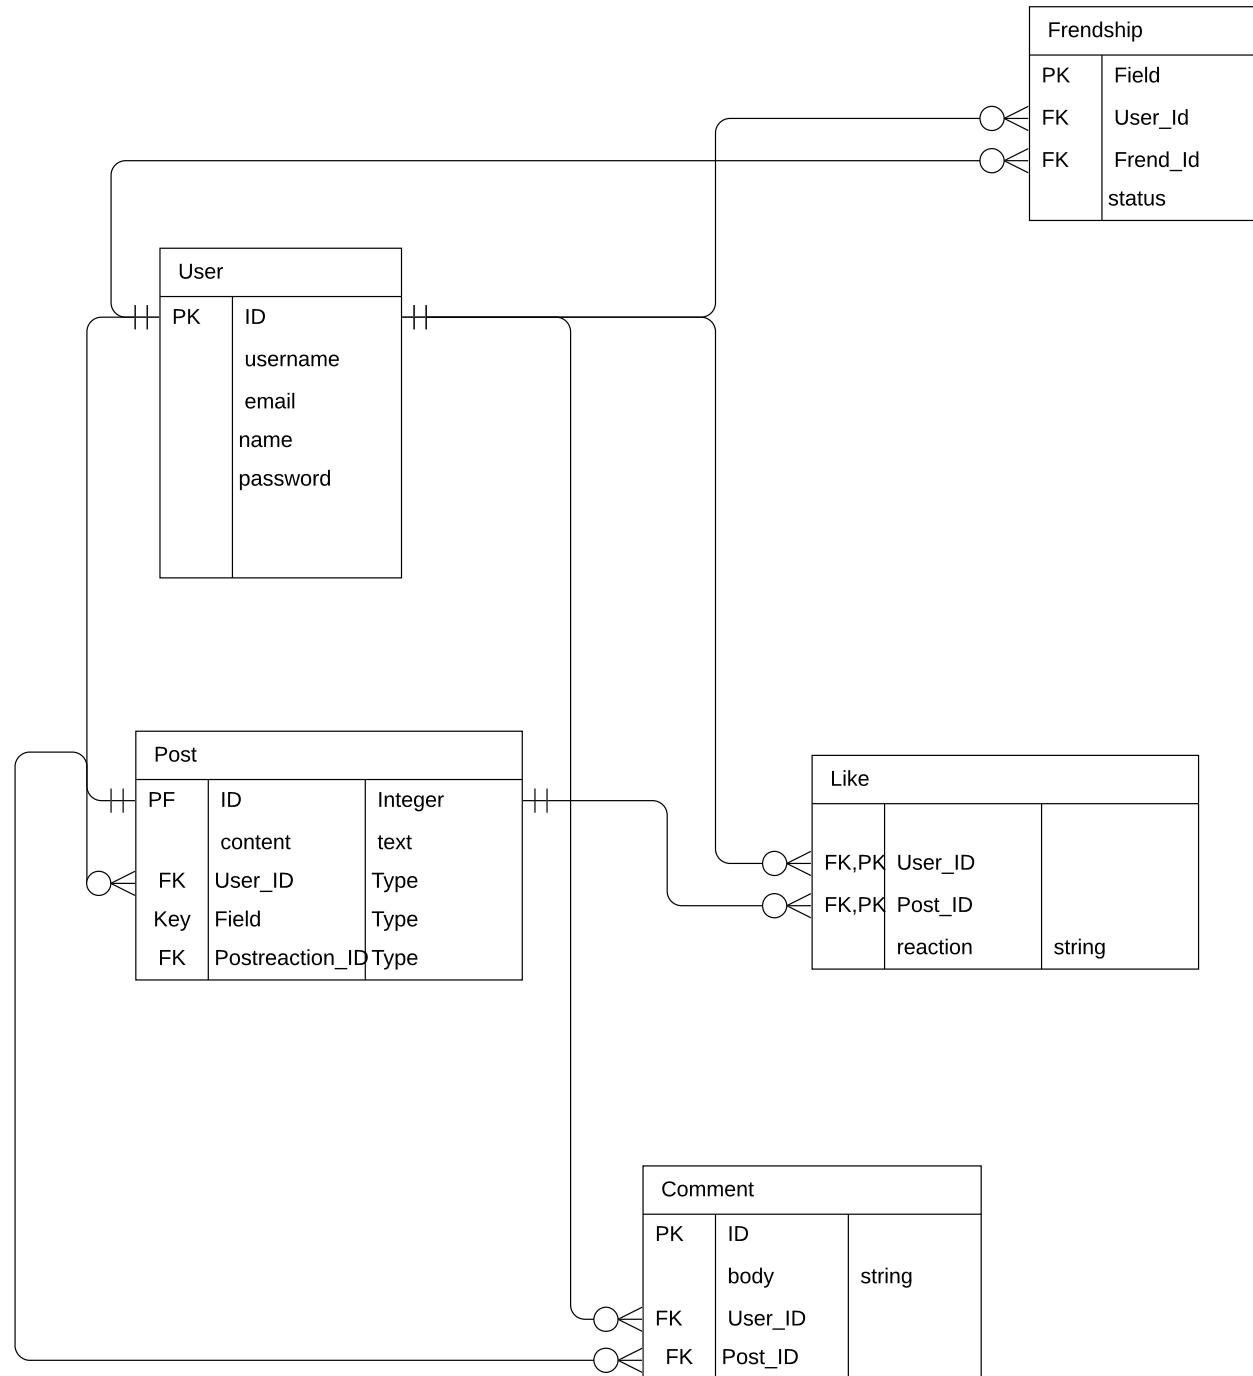 Frendship
PK Field
FK User_Id
FK Frend_Id
status
User
PK ID
username
email
name
password
Post
PF ID Integer
content text
FK User_ID Type
Key Field Type
FK Postreaction_ID Type
Like
FK,PK User_ID
FK,PK Post_ID
reaction string
Comment
PK ID
body string
FK User_ID
FK Post_ID